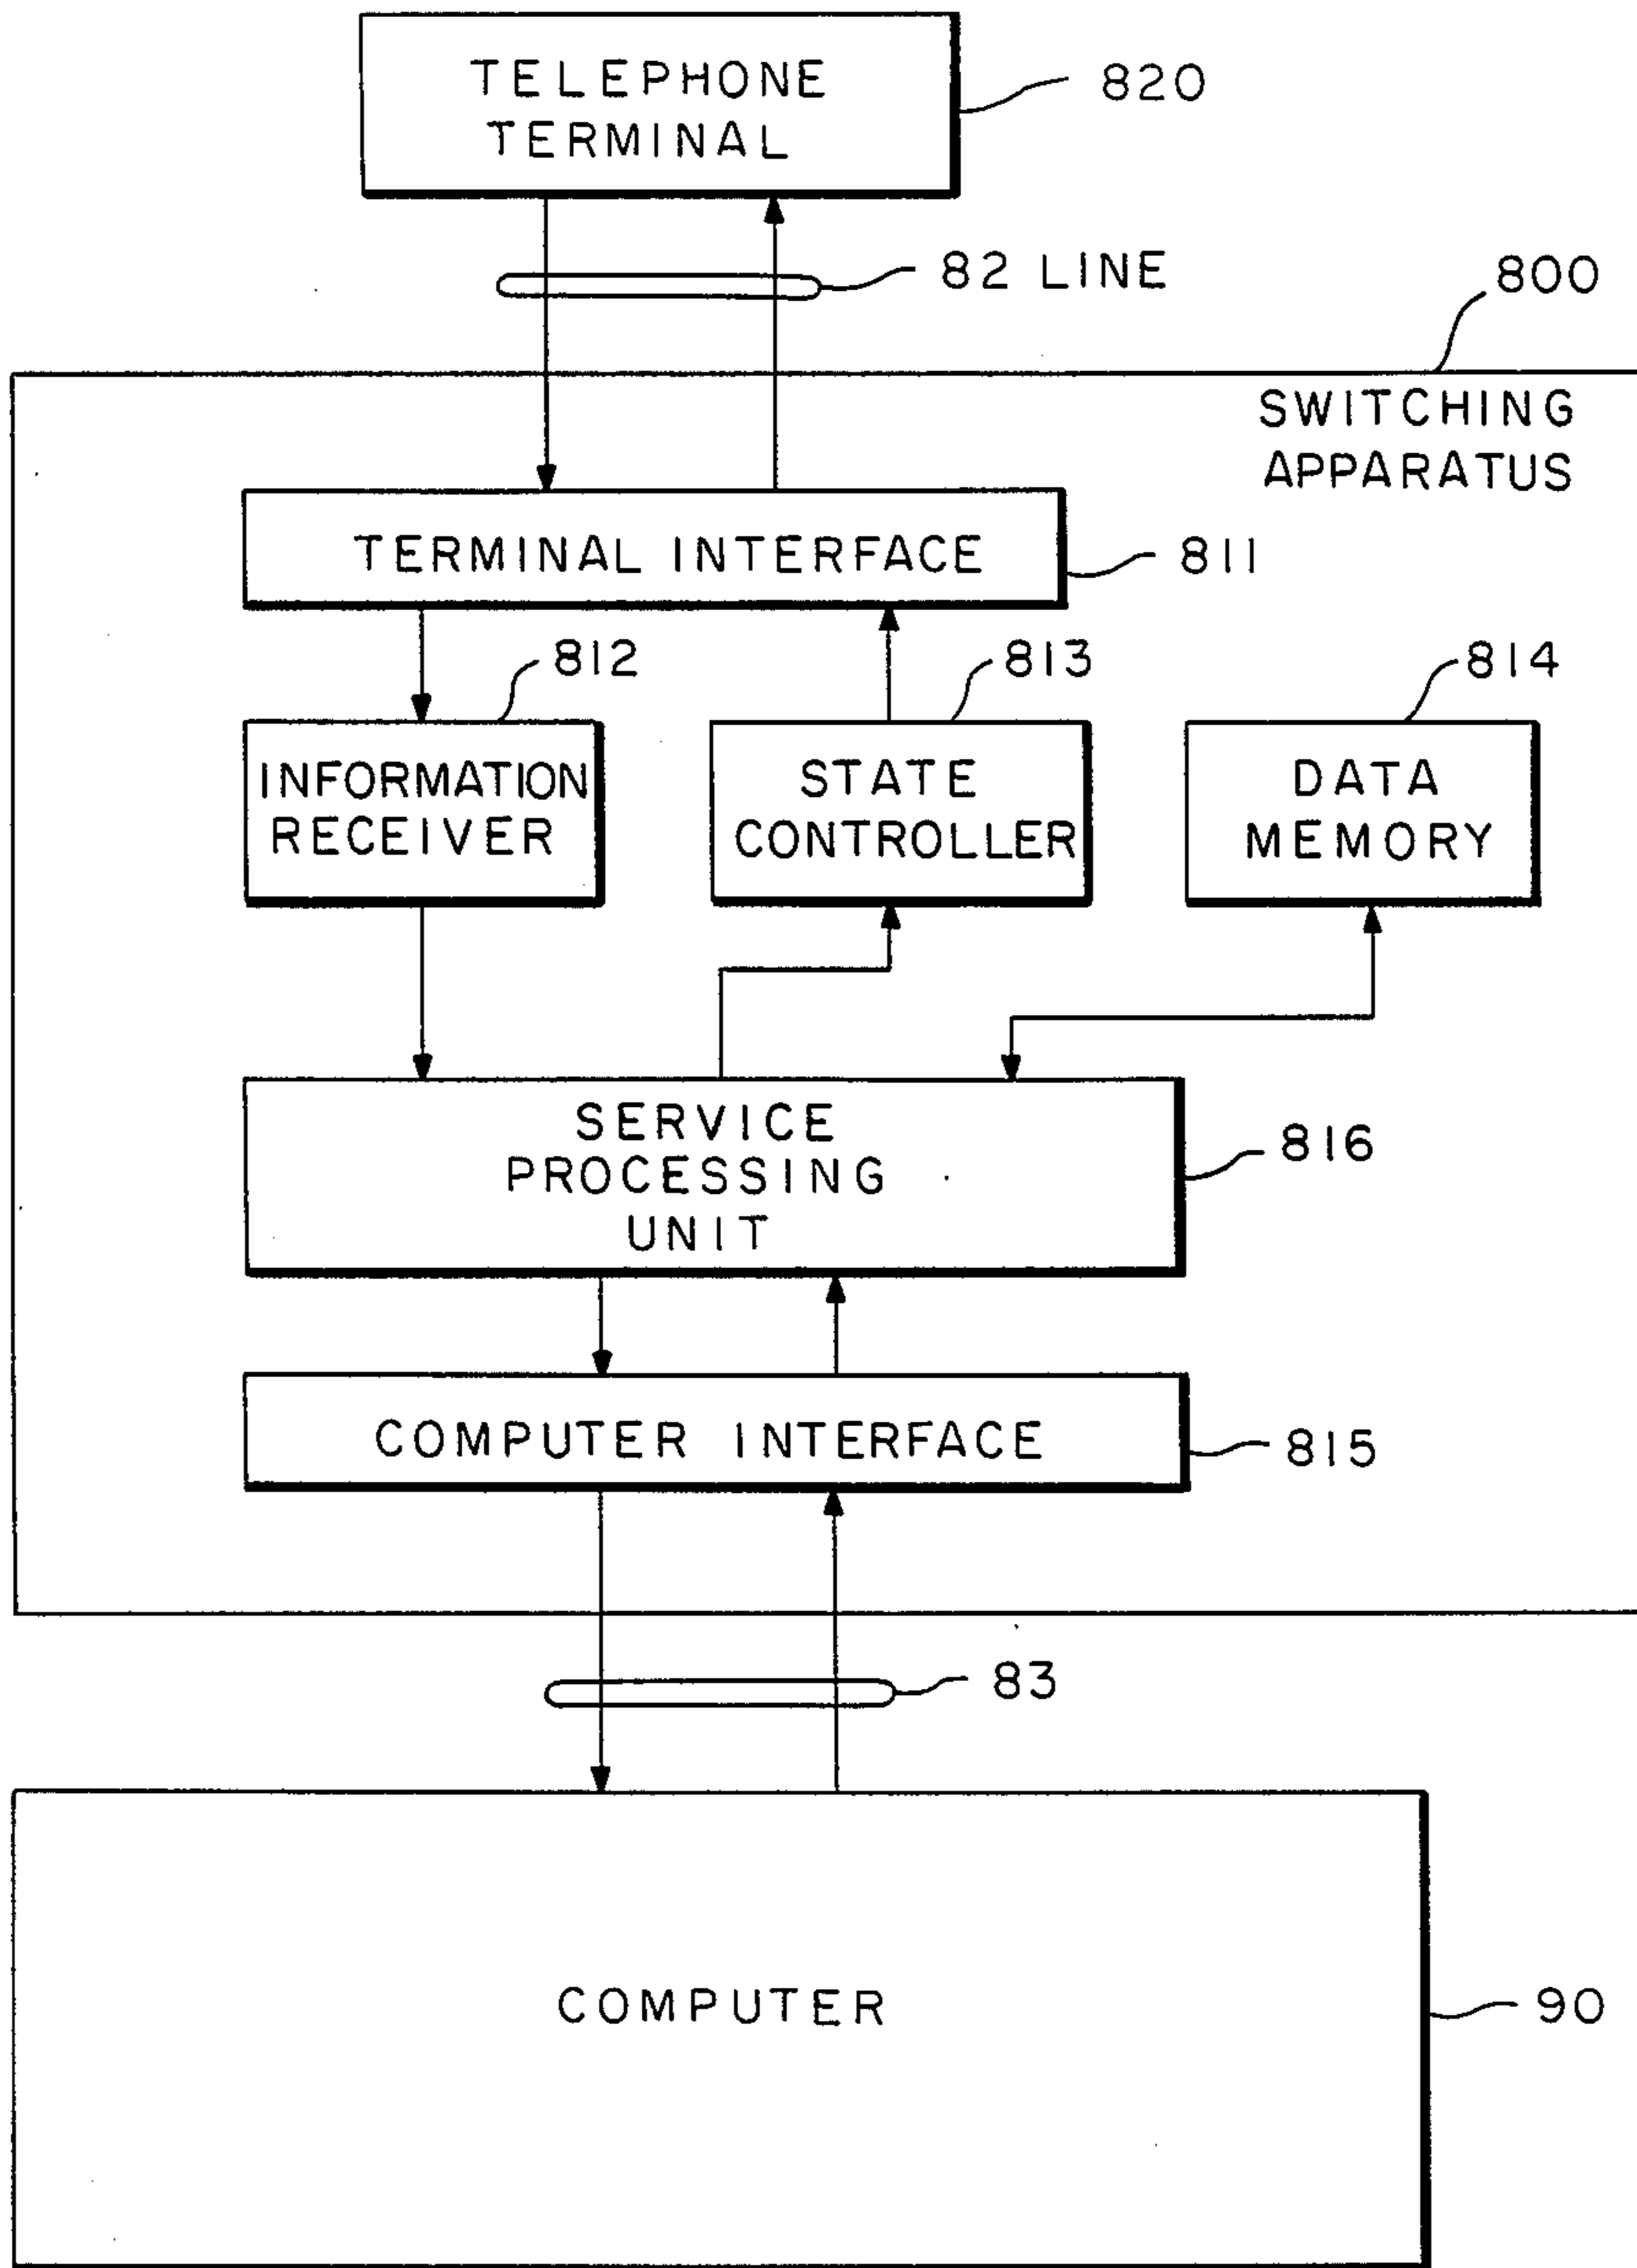 TELEPHONE
TERMINAL
820
82 LINE
800
SWITCHING
APPARATUS
TERMINAL INTERFACE
811
812
813
814
INFORMATION
RECEIVER
STATE
CONTROLLER
DATA
MEMORY
SERVICE
PROCESSING
UNIT
816
COMPUTER INTERFACE
815
83
COMPUTER
90